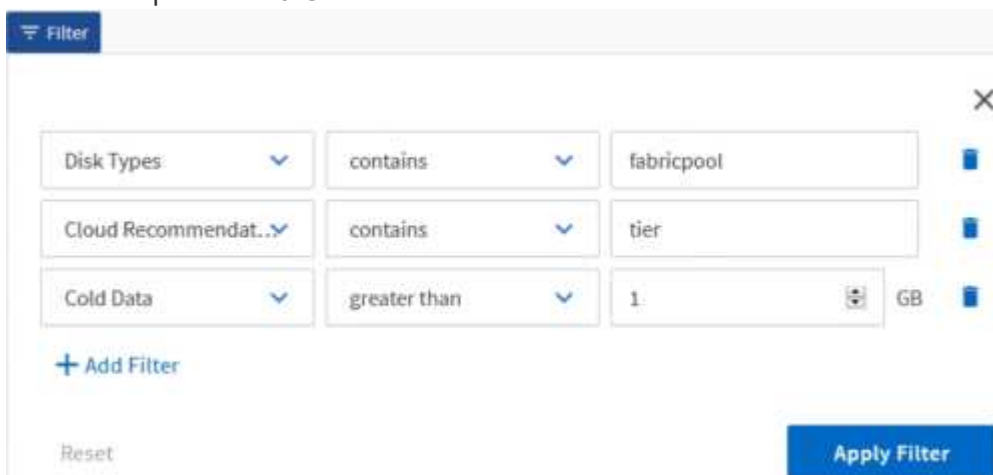 Filter
Disk Types contains fabricpool
Cloud Recommendat... contains tier
Cold Data greater than 1 GB
+ Add Filter
Reset Apply Filter